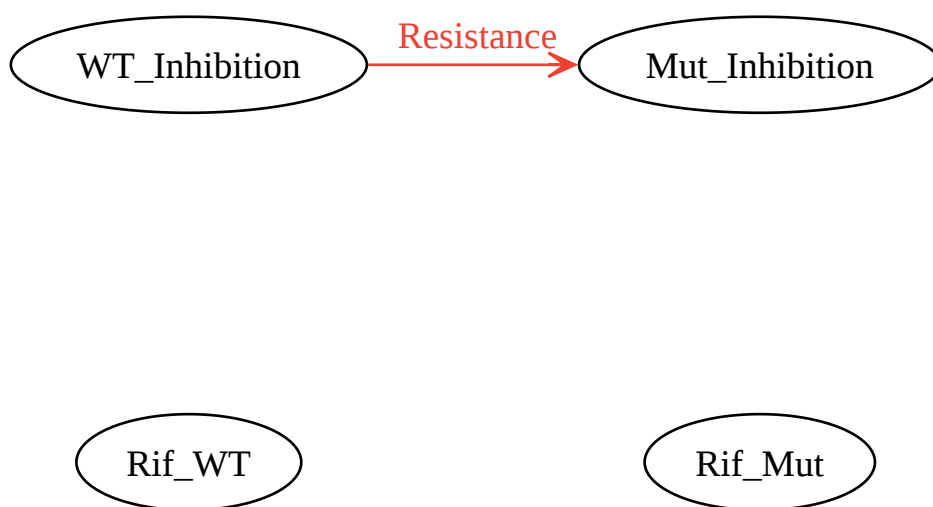 Resistance
WT_Inhibition
Mut_Inhibition
Rif_WT
Rif_Mut